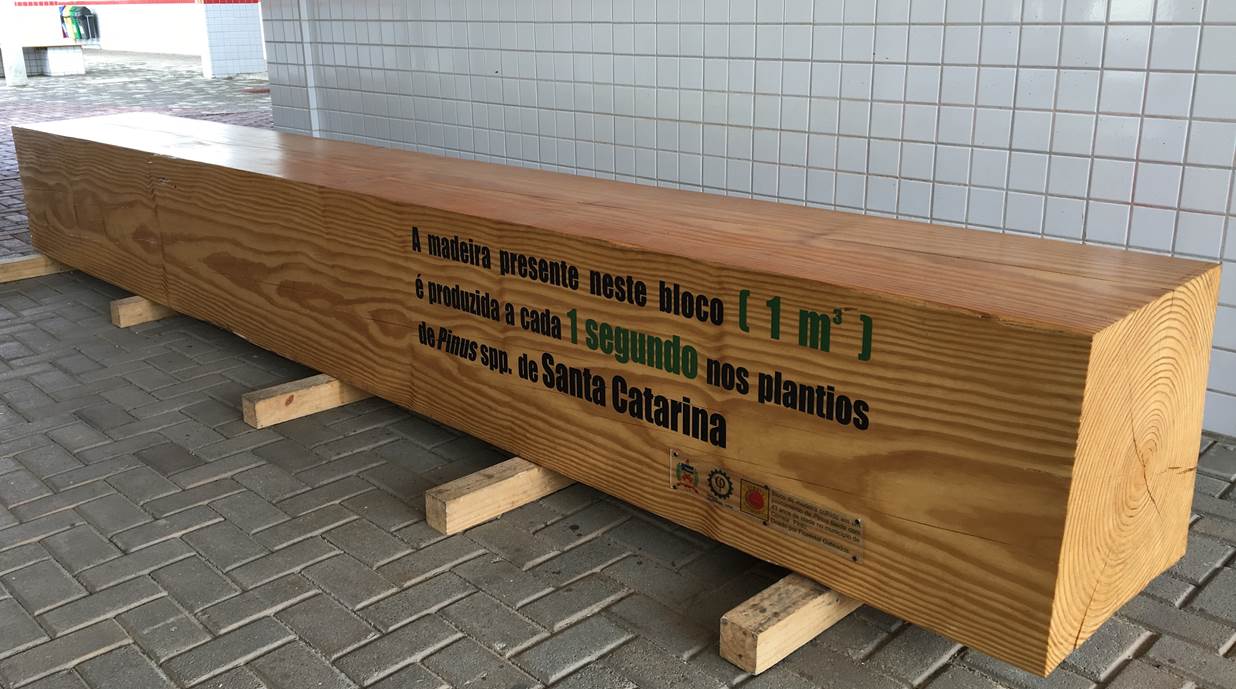 A madeira presente neste bloco ( 1 m³ )
é produzida a cada 1 segundo nos plantios
de Pinus spp. de Santa Catarina